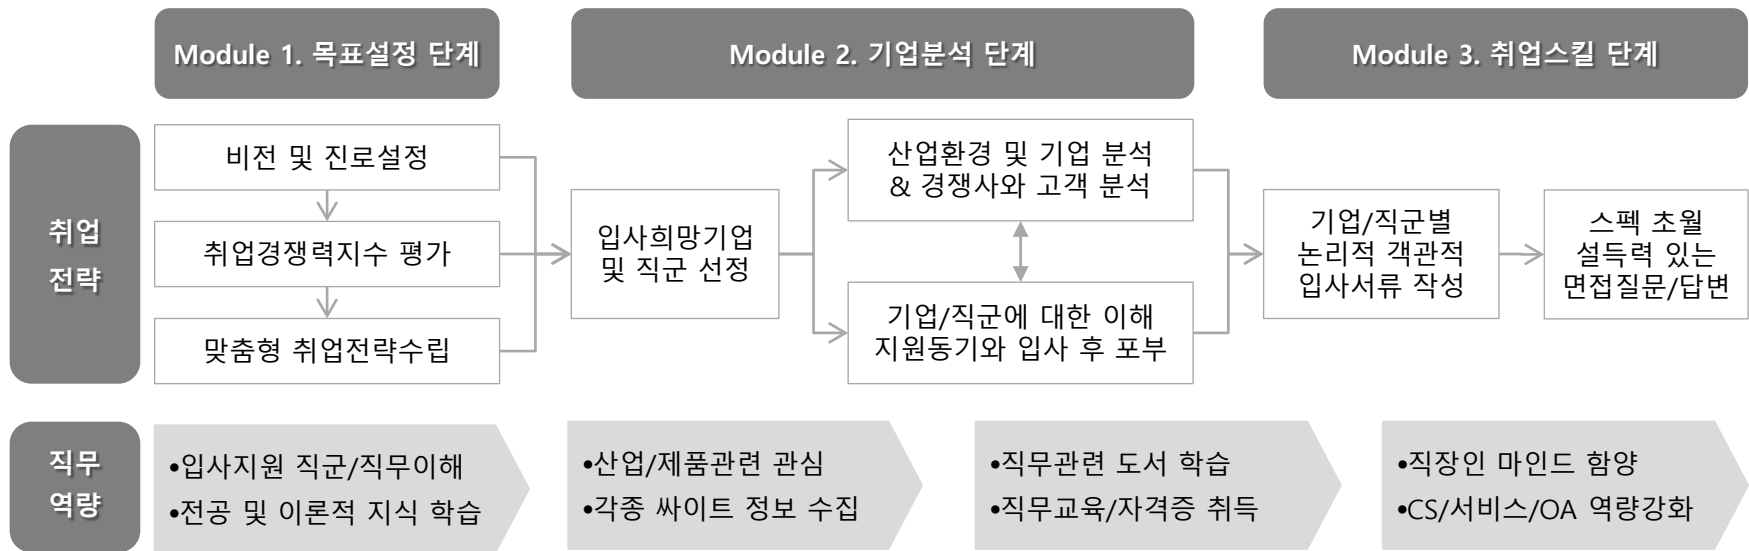 Module 1. 목표설정 단계
Module 2. 기업분석 단계
Module 3. 취업스킬 단계
취업
전략
비전 및 진로설정
취업경쟁력지수 평가
맞춤형 취업전략수립
입사희망기업
및 직군 선정
산업환경 및 기업 분석
& 경쟁사와 고객 분석
기업/직군에 대한 이해
지원동기와 입사 후 포부
기업/직군별
논리적 객관적
입사서류 작성
스펙 초월
설득력 있는
면접질문/답변
직무
역량
•입사지원 직군/직무이해
•전공 및 이론적 지식 학습
•산업/제품관련 관심
•각종 싸이트 정보 수집
•직무관련 도서 학습
•직무교육/자격증 취득
•직장인 마인드 함양
•CS/서비스/OA 역량강화